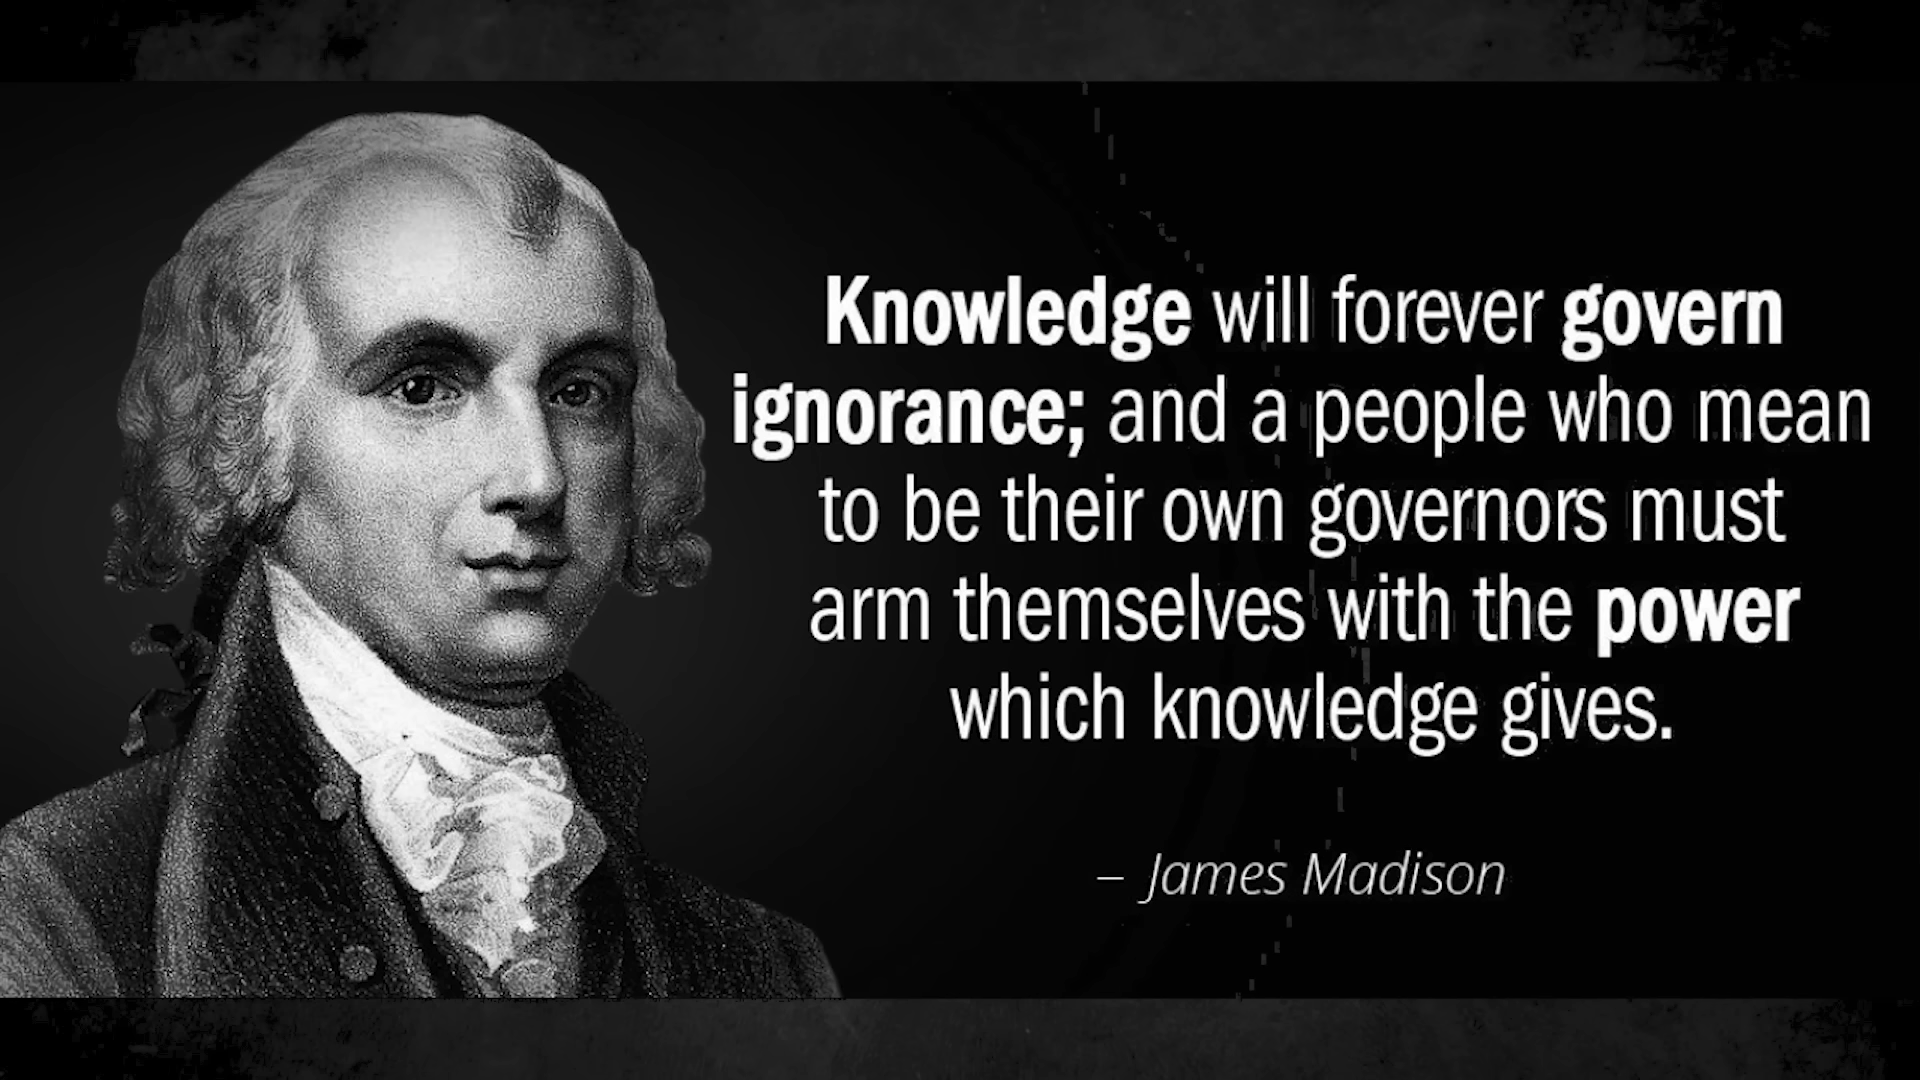 Knowledge will forever govern
ignorance; and a people who mean
to be their own governors must
arm themselves with the power
which knowledge gives.
– James Madison